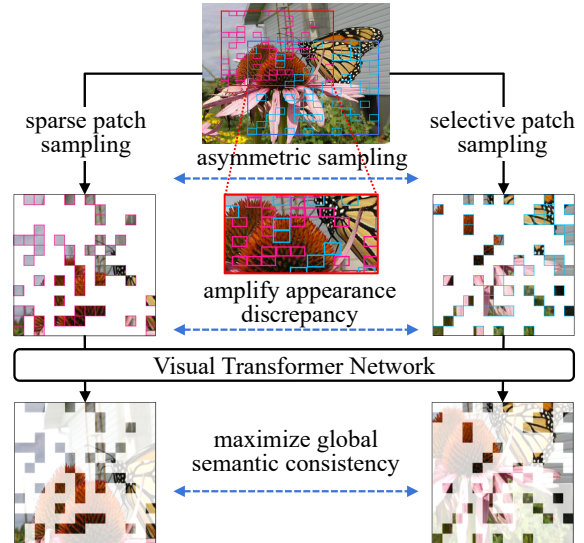 sparse patch
sampling
selective patch
sampling
asymmetric sampling
amplify appearance
discrepancy
Visual Transformer Network
maximize global
semantic consistency